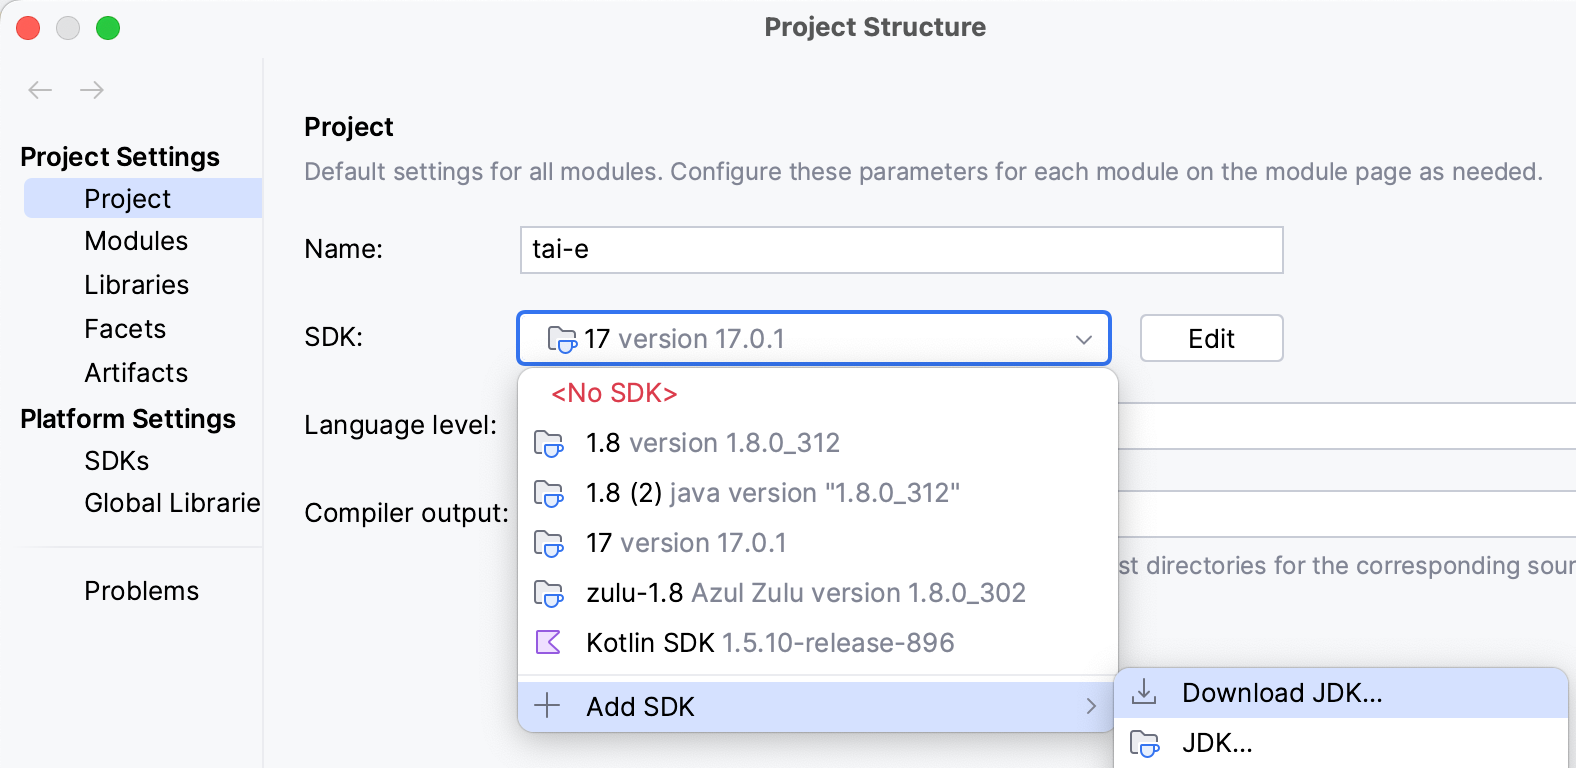 Project Structure
Project Settings
Project
Modules
Libraries
Facets
Artifacts
Platform Settings
SDKs
Global Librarie
Problems
Project
Default settings for all modules. Configure these parameters for each module on the module page as needed.
Name:
tai-e
SDK:
17 version 17.0.1
Edit
Language level:
Compiler output:
<No SDK>
1.8 version 1.8.0_312
1.8 (2) java version "1.8.0_312"
17 version 17.0.1
zulu-1.8 Azul Zulu version 1.8.0_302
Kotlin SDK 1.5.10-release-896
Add SDK
st directories for the corresponding sour
Download JDK...
JDK...